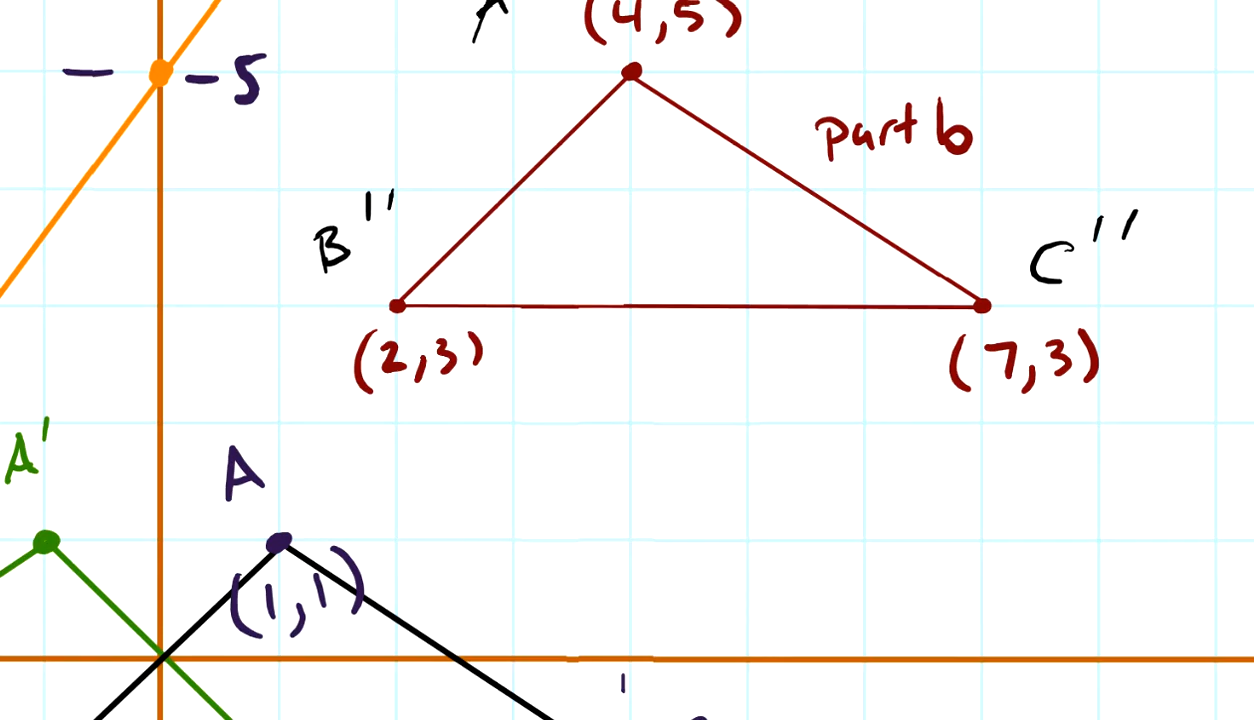 (4,5)
- -5
part b
B''
C''
(2,3)
(7,3)
A'
A
(1,1)